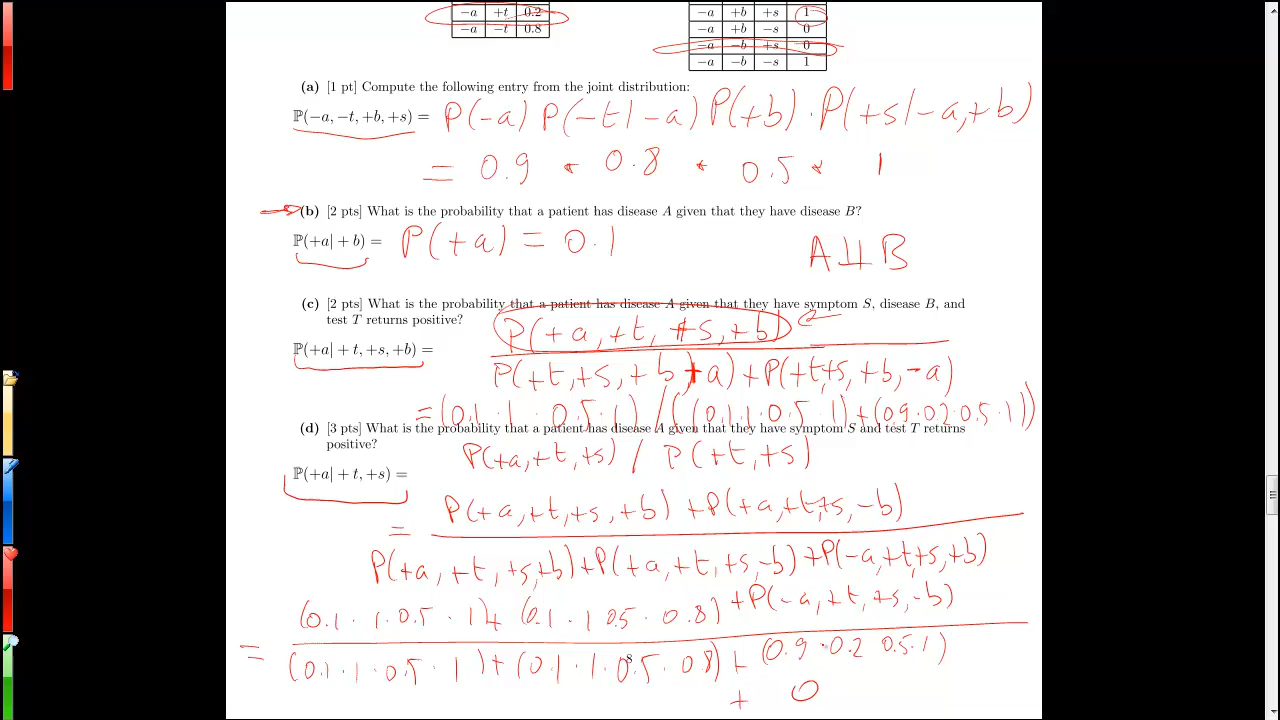 −a +t 0.2
−a −t 0.8
−a +b +s 1
−a +b −s 0
−a −b +s 0
−a −b −s 1
(a) [1 pt] Compute the following entry from the joint distribution:
ℙ(−a, −t, +b, +s) = P(-a) P(-t|-a) P(+b) · P(+s|-a,+b)
= 0.9 * 0.8 * 0.5 * 1
(b) [2 pts] What is the probability that a patient has disease A given that they have disease B?
ℙ(+a| + b) = P(+a) = 0.1
A ⊥⊥ B
(c) [2 pts] What is the probability that a patient has disease A given that they have symptom S, disease B, and
test T returns positive?
P(+a, +t, +s, +b)
ℙ(+a| + t, +s, +b) =
P(+t, +s, +b, +a) + P(+t, +s, +b, -a)
= (0.1 · 1 · 0.5 · 1) / ((0.1 · 1 · 0.5 · 1) + (0.9 · 0.2 · 0.5 · 1))
(d) [3 pts] What is the probability that a patient has disease A given that they have symptom S and test T returns
positive?
P(+a, +t, +s) / P(+t, +s)
ℙ(+a| + t, +s) =
P(+a, +t, +s, +b) + P(+a, +t, +s, -b)
=
P(+a, +t, +s, +b) + P(+a, +t, +s, -b) + P(-a, +t, +s, +b)
+ P(-a, +t, +s, -b)
(0.1 · 1 · 0.5 · 1) + (0.1 · 1 0.5 · 0.8)
=
(0.1 · 1 · 0.5 · 1) + (0.1 · 1 · 0.5 · 0.8) + (0.9 · 0.2 0.5 · 1)
+ 0